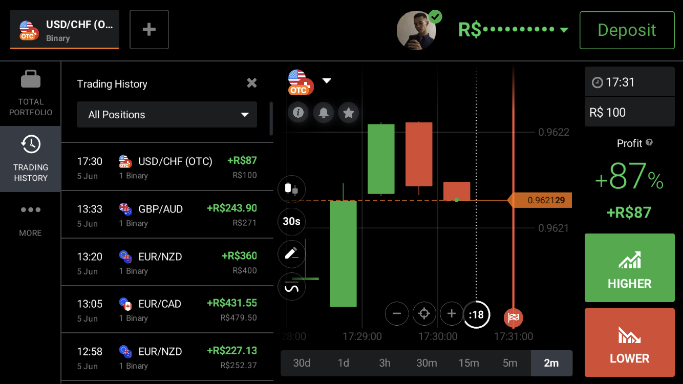 USD/CHF (O...
Binary
OTC
R$••••••••••
Deposit
TOTAL
PORTFOLIO
TRADING
HISTORY
MORE
Trading History
All Positions
17:30
USD/CHF (OTC)
+R$87
5 Jun
1 Binary
R$100
13:33
GBP/AUD
+R$243.90
5 Jun
1 Binary
R$271
13:20
EUR/NZD
+R$360
5 Jun
1 Binary
R$400
13:05
EUR/CAD
+R$431.55
5 Jun
1 Binary
R$479.50
12:58
EUR/NZD
+R$227.13
5 Jun
1 Binary
R$252.37
OTC
30s
0.9622
0.962129
0.9621
:18
28:00
17:29:00
17:30:00
17:31:00
30d
1d
3h
30m
15m
5m
2m
17:31
R$ 100
Profit ?
+87%
+R$87
HIGHER
LOWER